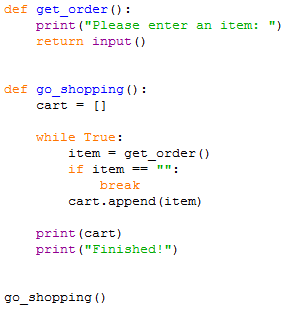 def get_order():
    print("Please enter an item: ")
    return input()


def go_shopping():
    cart = []

    while True:
        item = get_order()
        if item == "":
            break
        cart.append(item)

    print(cart)
    print("Finished!")


go_shopping()